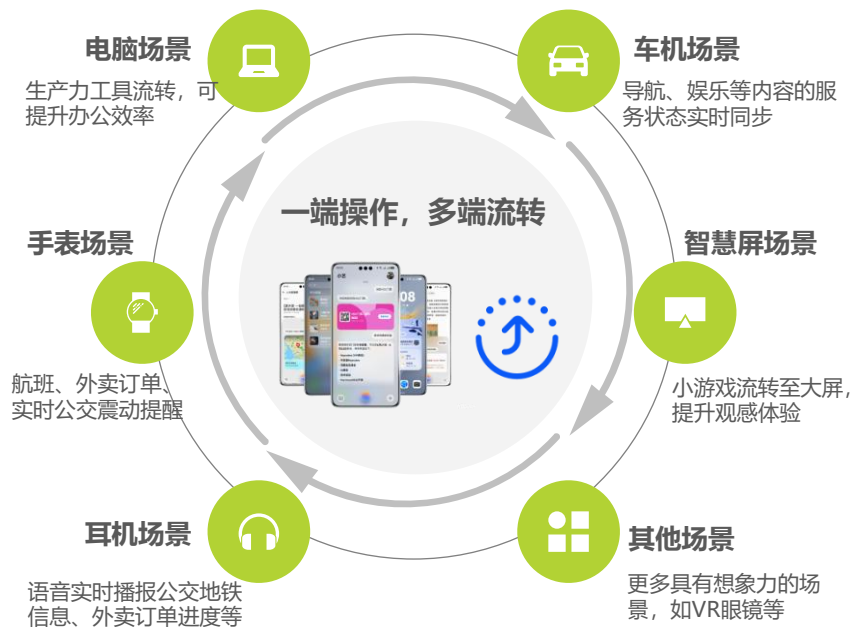 电脑场景
生产力工具流转，可
提升办公效率
车机场景
导航、娱乐等内容的服
务状态实时同步
一端操作，多端流转
手表场景
航班、外卖订单、
实时公交震动提醒
智慧屏场景
小游戏流转至大屏，
提升观感体验
08
耳机场景
语音实时播报公交地铁
信息、外卖订单进度等
其他场景
更多具有想象力的场
景，如VR眼镜等